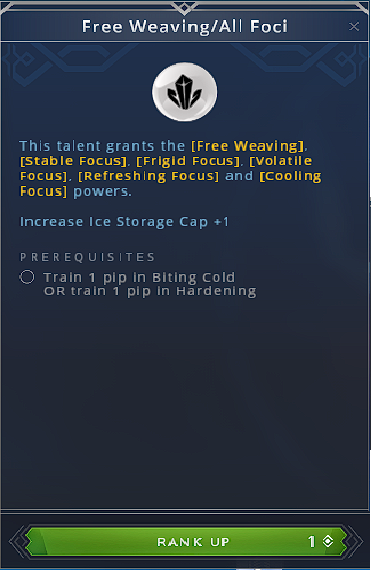 Free Weaving/All Foci
This talent grants the [Free Weaving],
[Stable Focus], [Frigid Focus], [Volatile
Focus], [Refreshing Focus] and [Cooling
Focus] powers.
Increase Ice Storage Cap +1
PREREQUISITES
Train 1 pip in Biting Cold
OR train 1 pip in Hardening
RANK UP 1